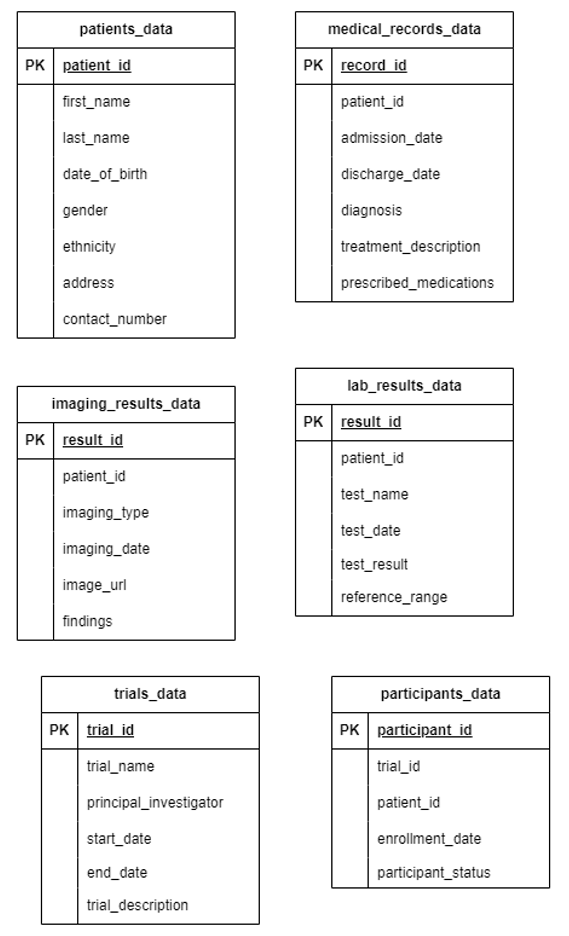 patients_data
PK patient_id
first_name
last_name
date_of_birth
gender
ethnicity
address
contact_number
medical_records_data
PK record_id
patient_id
admission_date
discharge_date
diagnosis
treatment_description
prescribed_medications
imaging_results_data
PK result_id
patient_id
imaging_type
imaging_date
image_url
findings
lab_results_data
PK result_id
patient_id
test_name
test_date
test_result
reference_range
trials_data
PK trial_id
trial_name
principal_investigator
start_date
end_date
trial_description
participants_data
PK participant_id
trial_id
patient_id
enrollment_date
participant_status